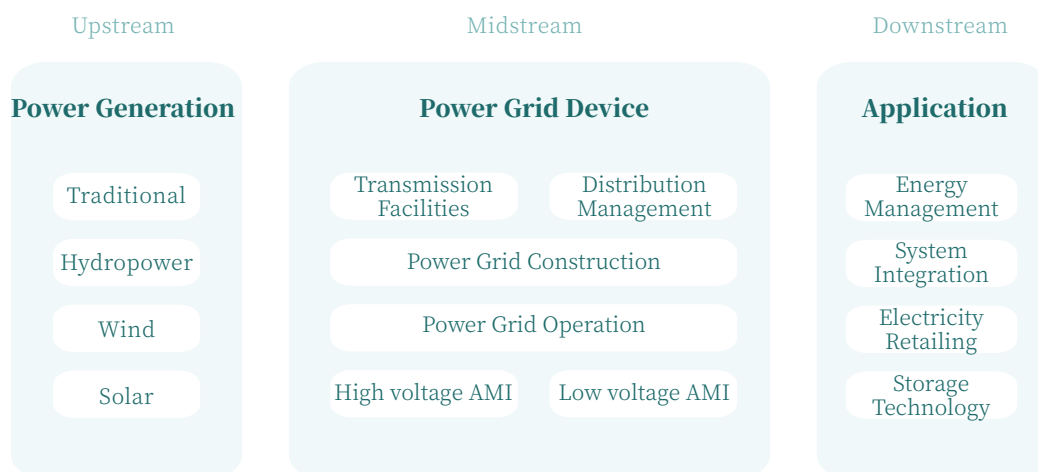 Upstream
Midstream
Downstream
Power Generation
Traditional
Hydropower
Wind
Solar
Power Grid Device
Transmission
Facilities
Distribution
Management
Power Grid Construction
Power Grid Operation
High voltage AMI
Low voltage AMI
Application
Energy
Management
System
Integration
Electricity
Retailing
Storage
Technology